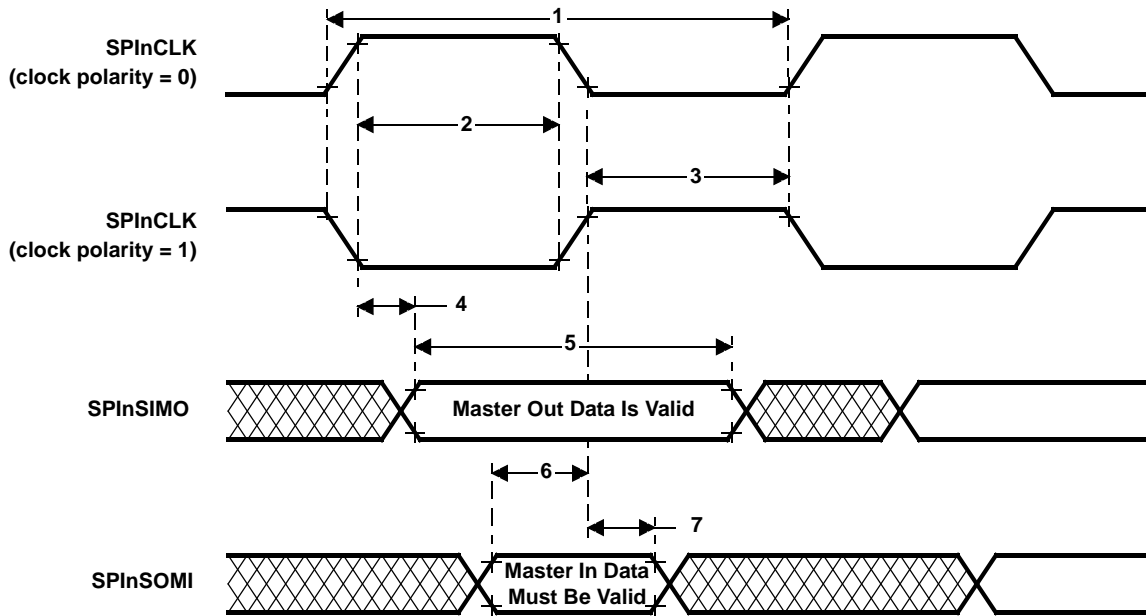 1
SPInCLK
(clock polarity = 0)
2
3
SPInCLK
(clock polarity = 1)
4
5
SPInSIMO
Master Out Data Is Valid
6
7
SPInSOMI
Master In Data
Must Be Valid